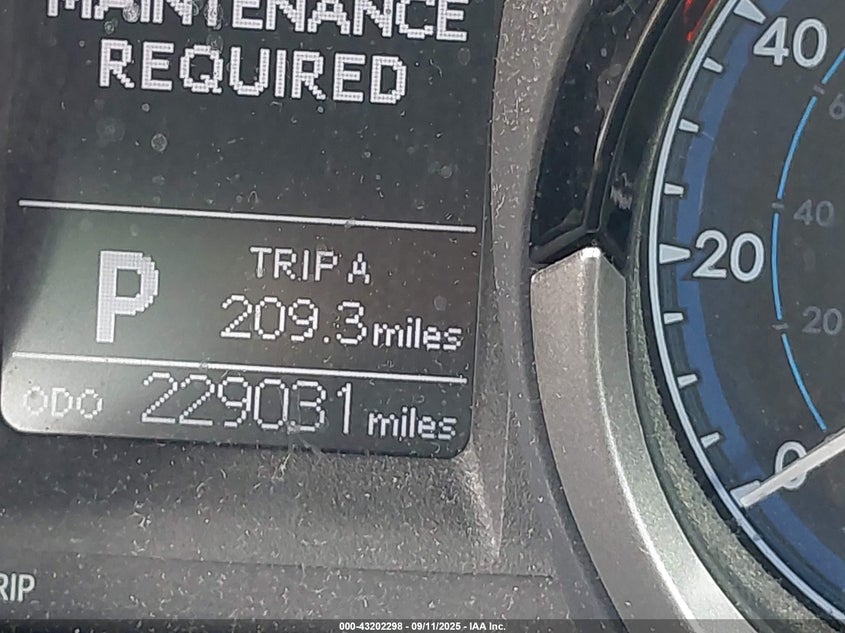 MAINTENANCE
REQUIRED
P
TRIP A
209.3 miles
ODO 229031 miles
TRIP
40
20
0
40
20
000-43202298 - 09/11/2025 - IAA Inc.